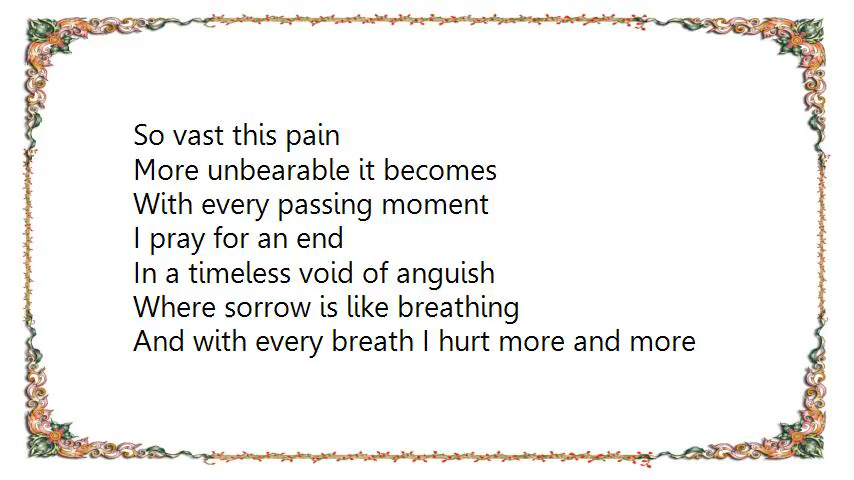 So vast this pain
More unbearable it becomes
With every passing moment
I pray for an end
In a timeless void of anguish
Where sorrow is like breathing
And with every breath I hurt more and more